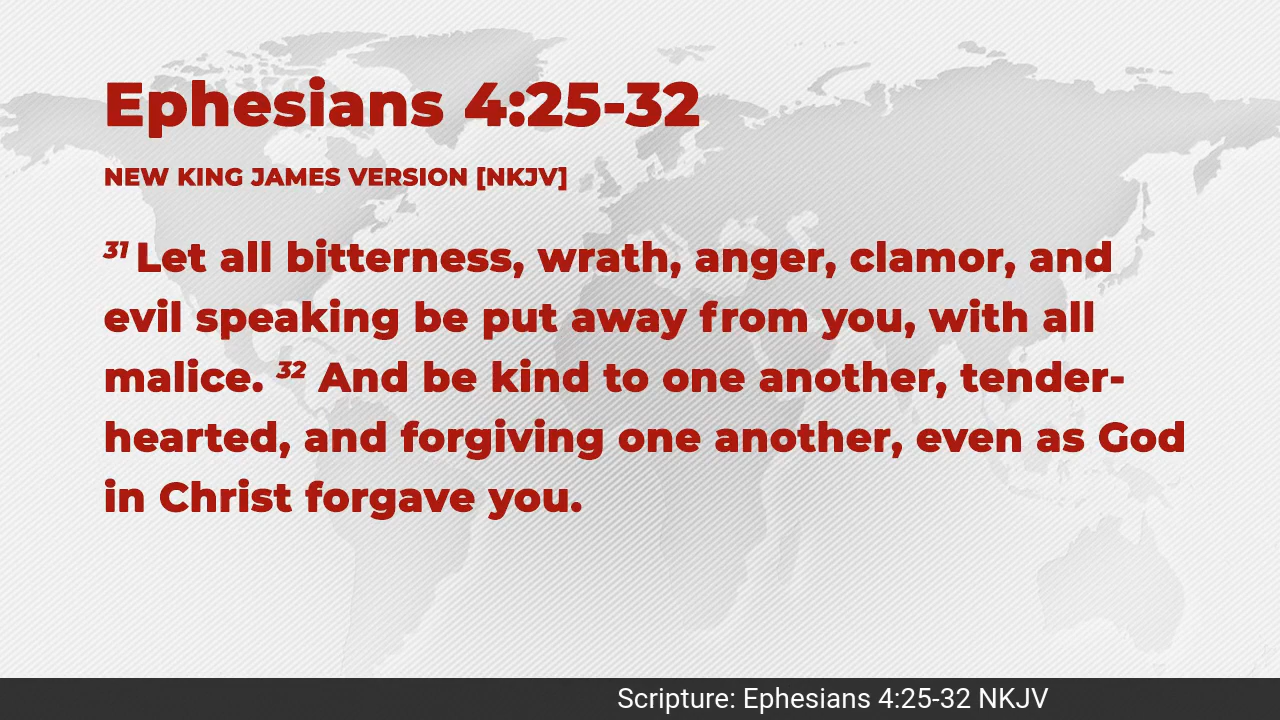 Ephesians 4:25-32
NEW KING JAMES VERSION [NKJV]
31 Let all bitterness, wrath, anger, clamor, and
evil speaking be put away from you, with all
malice. 32 And be kind to one another, tender-
hearted, and forgiving one another, even as God
in Christ forgave you.
Scripture: Ephesians 4:25-32 NKJV